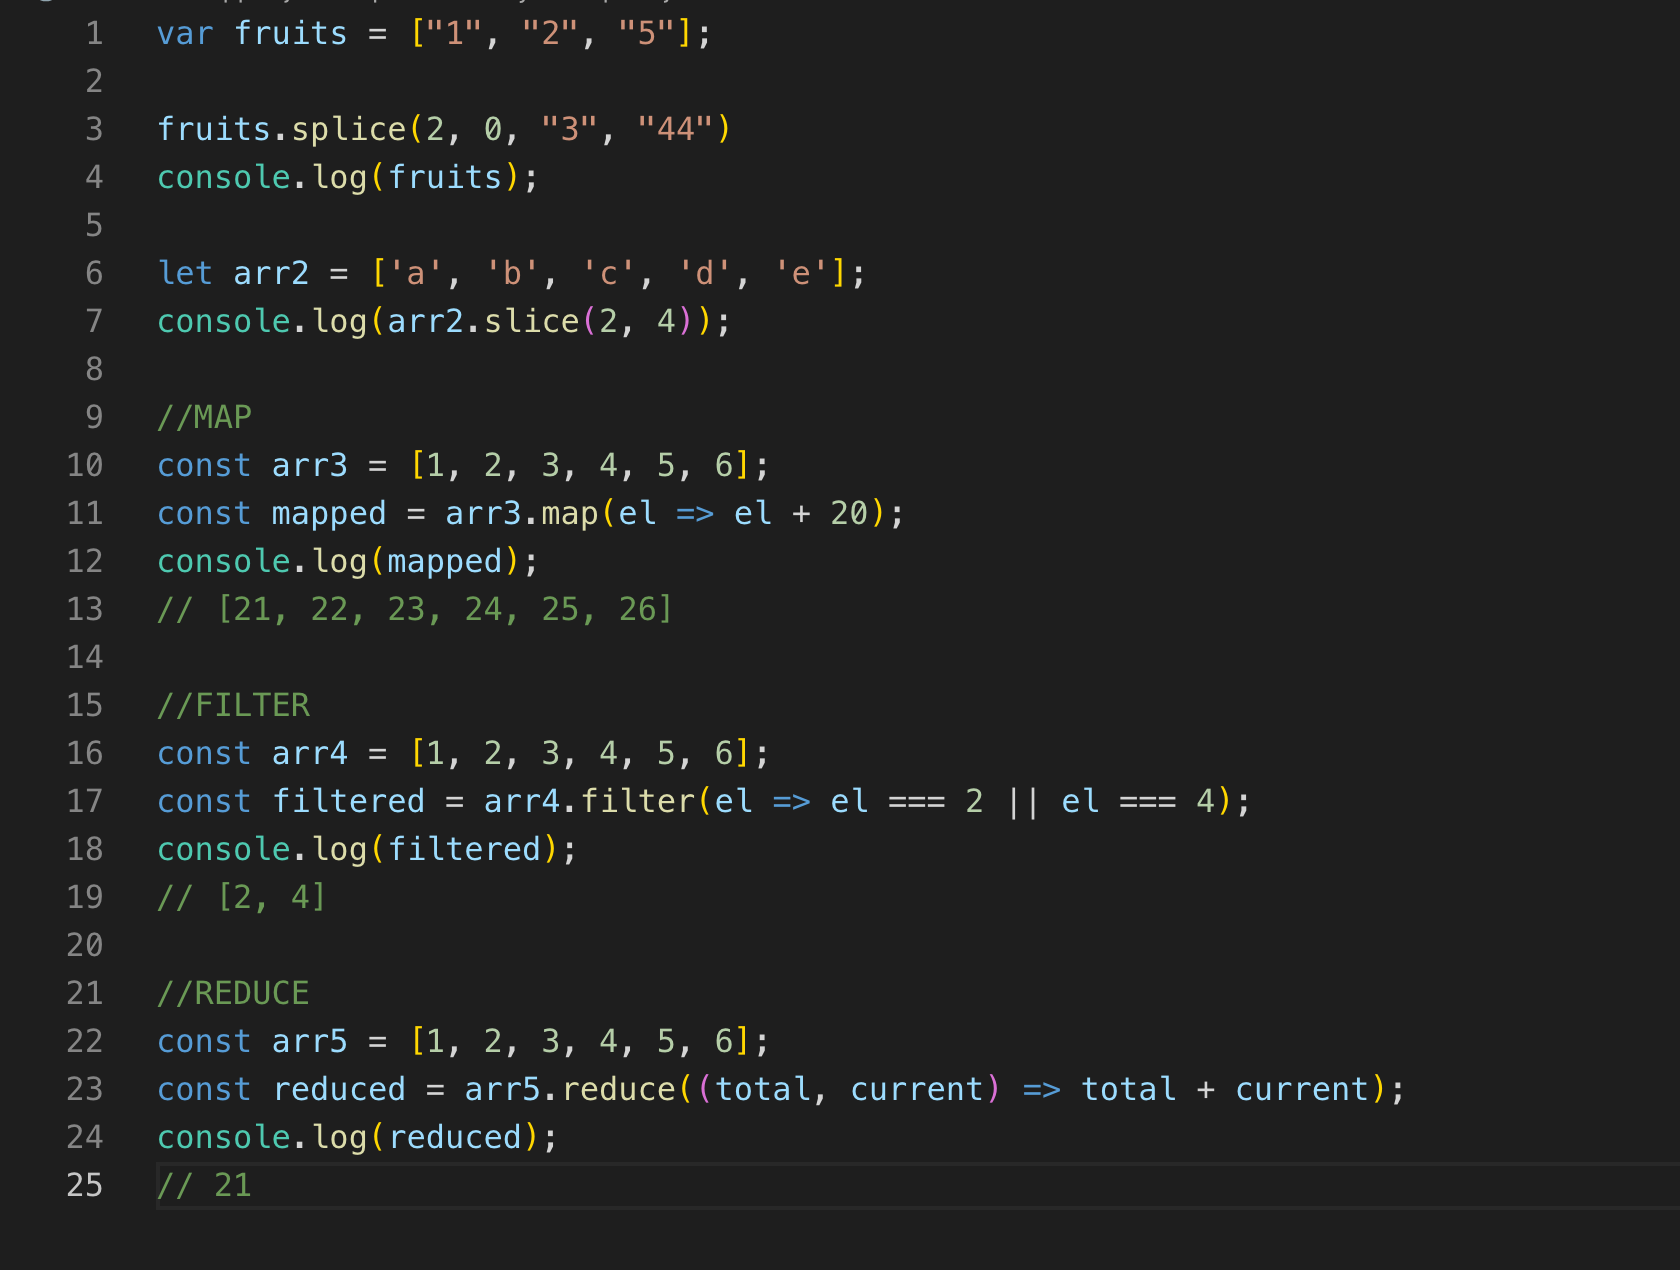 1 var fruits = ["1", "2", "5"];
2
3 fruits.splice(2, 0, "3", "44")
4 console.log(fruits);
5
6 let arr2 = ['a', 'b', 'c', 'd', 'e'];
7 console.log(arr2.slice(2, 4));
8
9 //MAP
10 const arr3 = [1, 2, 3, 4, 5, 6];
11 const mapped = arr3.map(el => el + 20);
12 console.log(mapped);
13 // [21, 22, 23, 24, 25, 26]
14
15 //FILTER
16 const arr4 = [1, 2, 3, 4, 5, 6];
17 const filtered = arr4.filter(el => el === 2 || el === 4);
18 console.log(filtered);
19 // [2, 4]
20
21 //REDUCE
22 const arr5 = [1, 2, 3, 4, 5, 6];
23 const reduced = arr5.reduce((total, current) => total + current);
24 console.log(reduced);
25 // 21